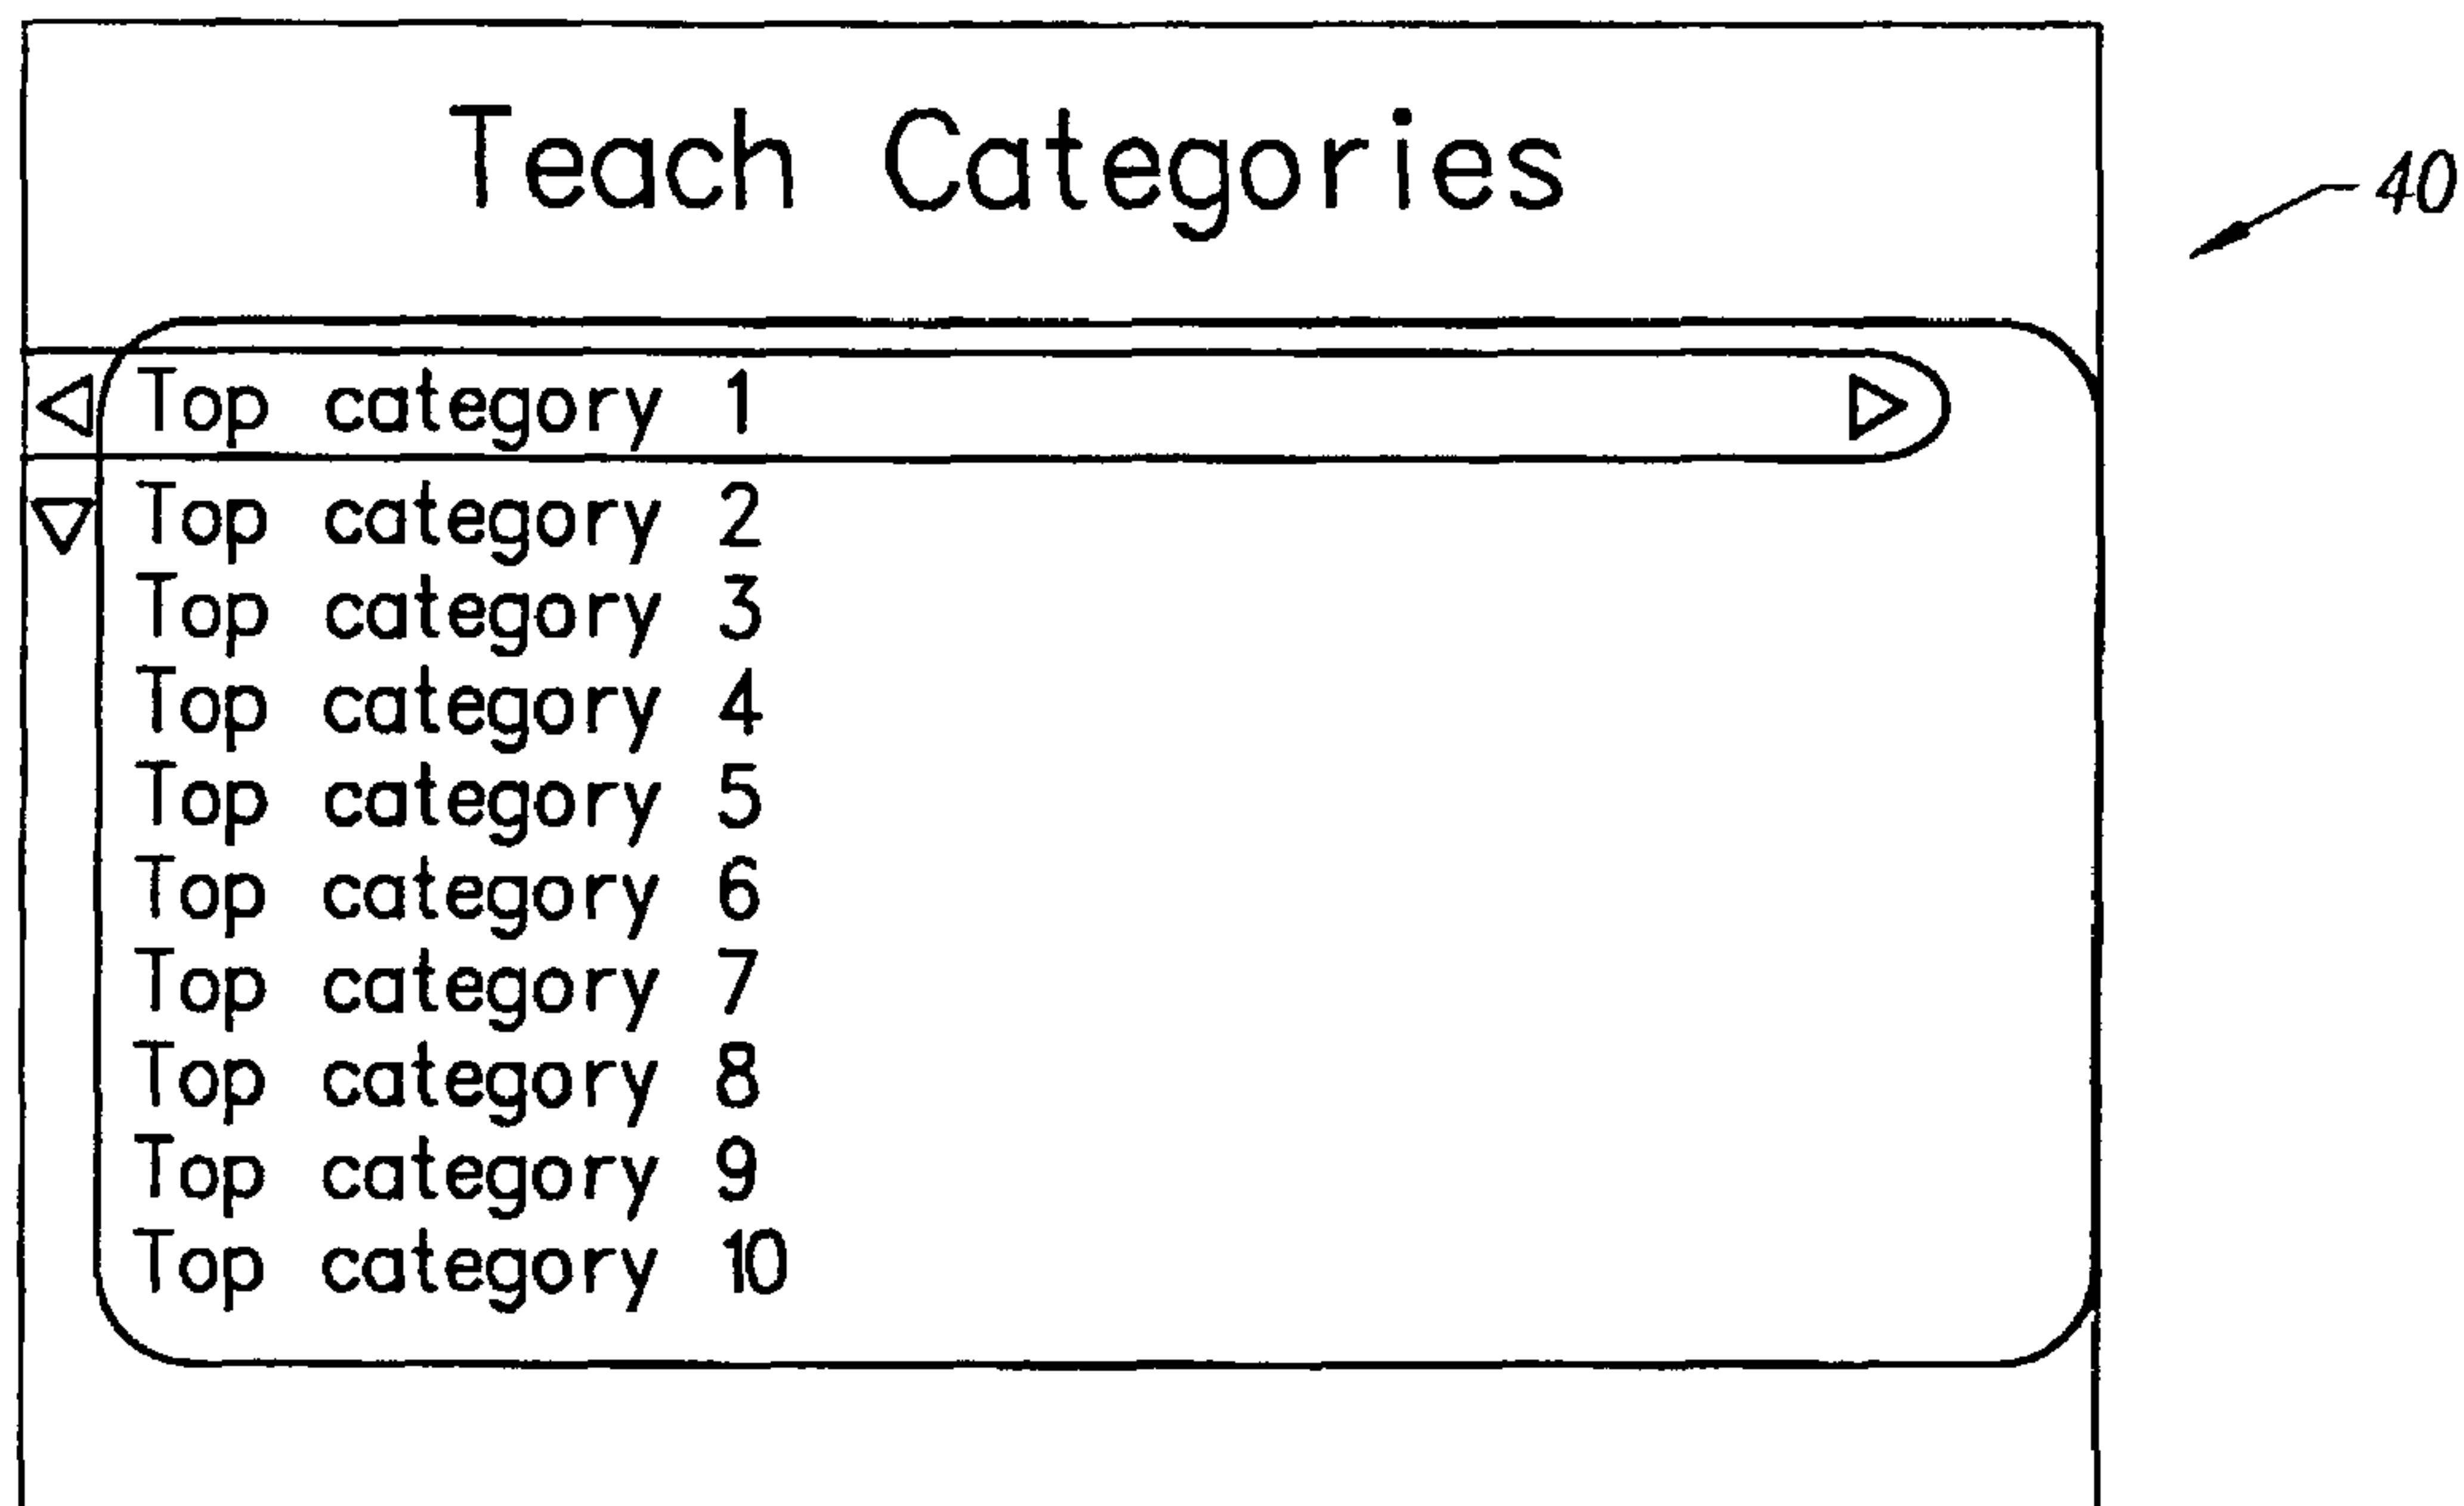 Teach Categories
40
Top category 1
Top category 2
Top category 3
Top category 4
Top category 5
Top category 6
Top category 7
Top category 8
Top category 9
Top category 10